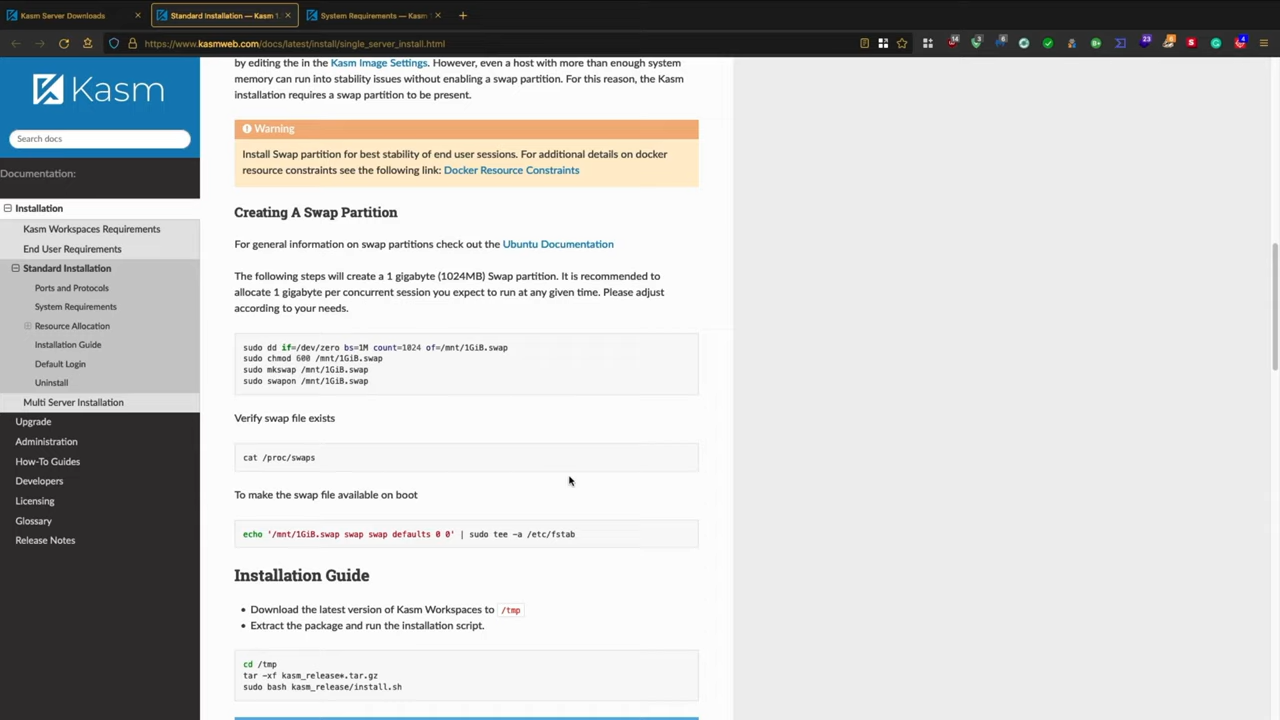 Kasm Server Downloads
Standard Installation — Kasm 1
System Requirements — Kasm 1
https://www.kasmweb.com/docs/latest/install/single_server_install.html
14
3
6
23
4
Kasm
Search docs
Documentation:
Installation
Kasm Workspaces Requirements
End User Requirements
Standard Installation
Ports and Protocols
System Requirements
Resource Allocation
Installation Guide
Default Login
Uninstall
Multi Server Installation
Upgrade
Administration
How-To Guides
Developers
Licensing
Glossary
Release Notes
by editing the in the Kasm Image Settings. However, even a host with more than enough system
memory can run into stability issues without enabling a swap partition. For this reason, the Kasm
installation requires a swap partition to be present.
Warning
Install Swap partition for best stability of end user sessions. For additional details on docker
resource constraints see the following link: Docker Resource Constraints
Creating A Swap Partition
For general information on swap partitions check out the Ubuntu Documentation
The following steps will create a 1 gigabyte (1024MB) Swap partition. It is recommended to
allocate 1 gigabyte per concurrent session you expect to run at any given time. Please adjust
according to your needs.
sudo dd if=/dev/zero bs=1M count=1024 of=/mnt/1GiB.swap
sudo chmod 600 /mnt/1GiB.swap
sudo mkswap /mnt/1GiB.swap
sudo swapon /mnt/1GiB.swap
Verify swap file exists
cat /proc/swaps
To make the swap file available on boot
echo '/mnt/1GiB.swap swap swap defaults 0 0' | sudo tee -a /etc/fstab
Installation Guide
• Download the latest version of Kasm Workspaces to /tmp
• Extract the package and run the installation script.
cd /tmp
tar -xf kasm_release*.tar.gz
sudo bash kasm_release/install.sh